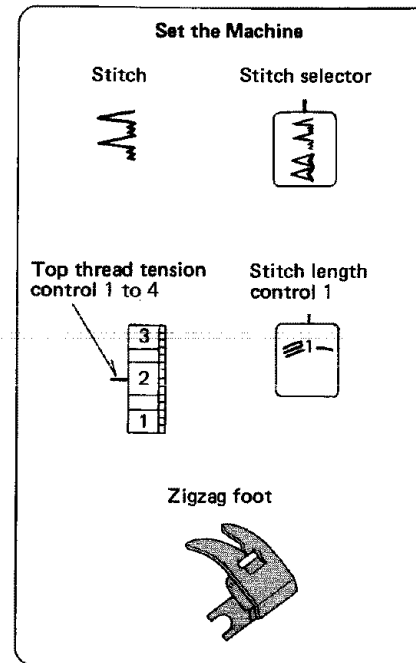 Set the Machine
Stitch
Stitch selector
Top thread tension
control 1 to 4
Stitch length
control 1
3
2
1
1
Zigzag foot